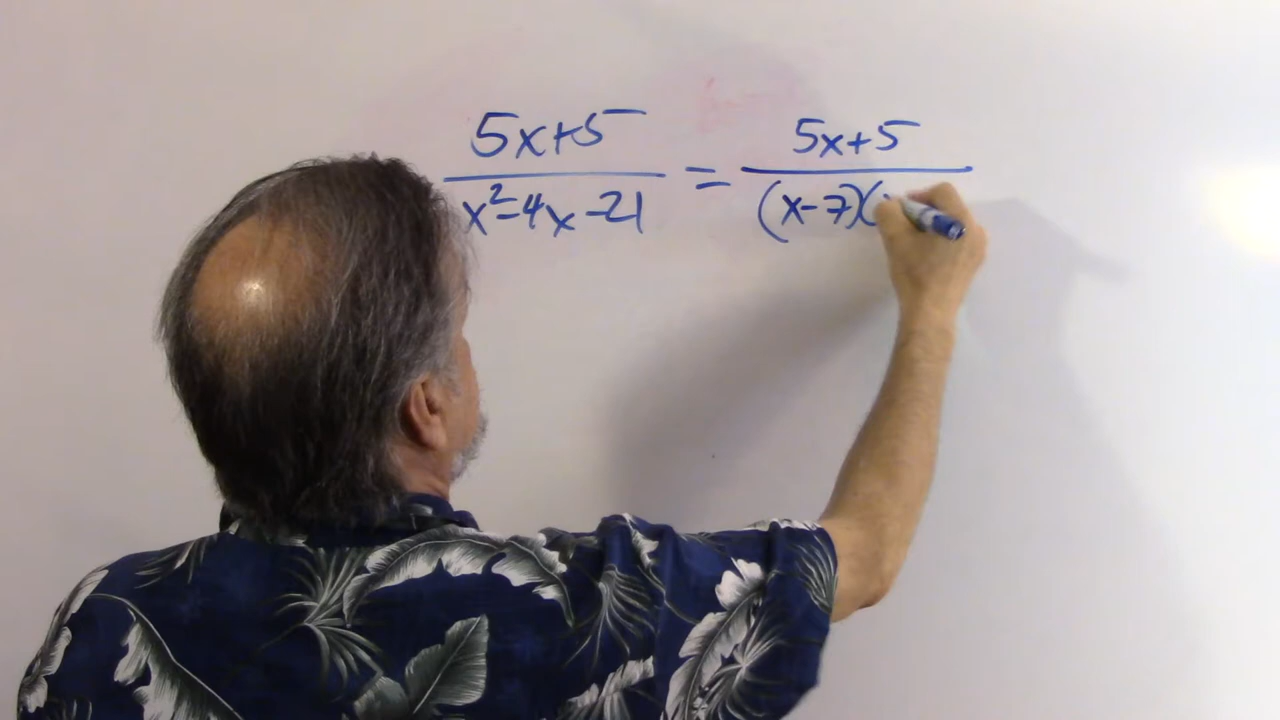 5x+5 = 5x+5
x²-4x-21 (x-7)(